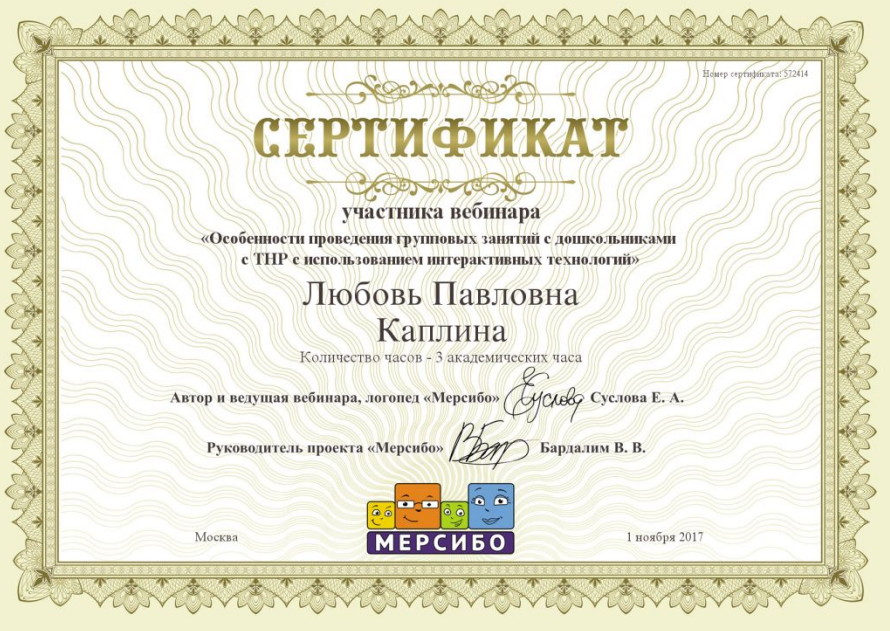 Номер сертификата: 572414
СЕРТИФИКАТ
участника вебинара
«Особенности проведения групповых занятий с дошкольниками
с ТНР с использованием интерактивных технологий»
Любовь Павловна
Каплина
Количество часов - 3 академических часа
Автор и ведущая вебинара, логопед «Мерсибо» Суслова Е. А.
Руководитель проекта «Мерсибо» Бардалим В. В.
МЕРСИБО
Москва 1 ноября 2017